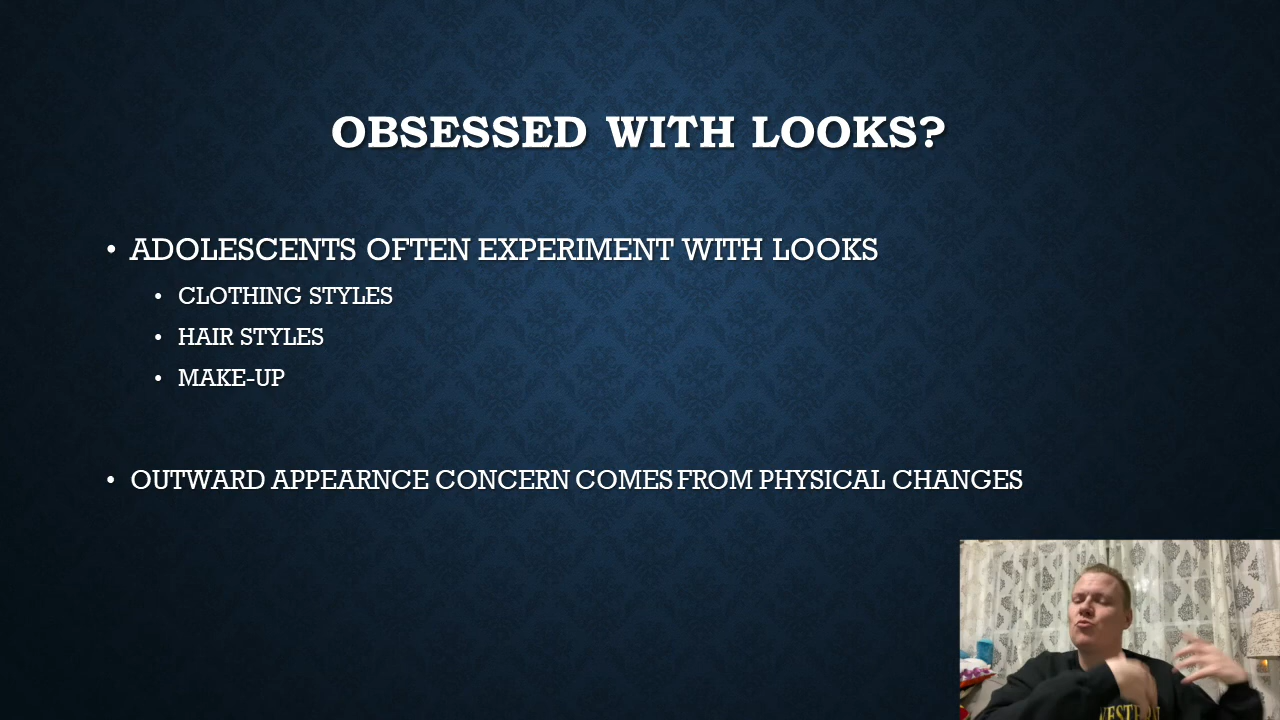 OBSESSED WITH LOOKS?
• ADOLESCENTS OFTEN EXPERIMENT WITH LOOKS
• CLOTHING STYLES
• HAIR STYLES
• MAKE-UP
• OUTWARD APPEARNCE CONCERN COMES FROM PHYSICAL CHANGES
WESTERN